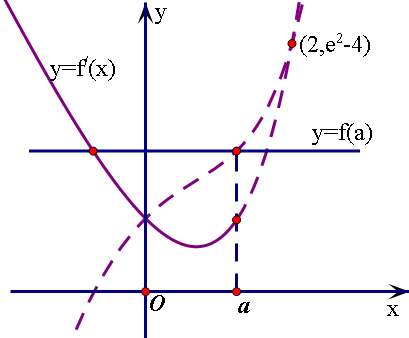 y
(2,e²-4)
y=f′(x)
y=f(a)
O
a
x